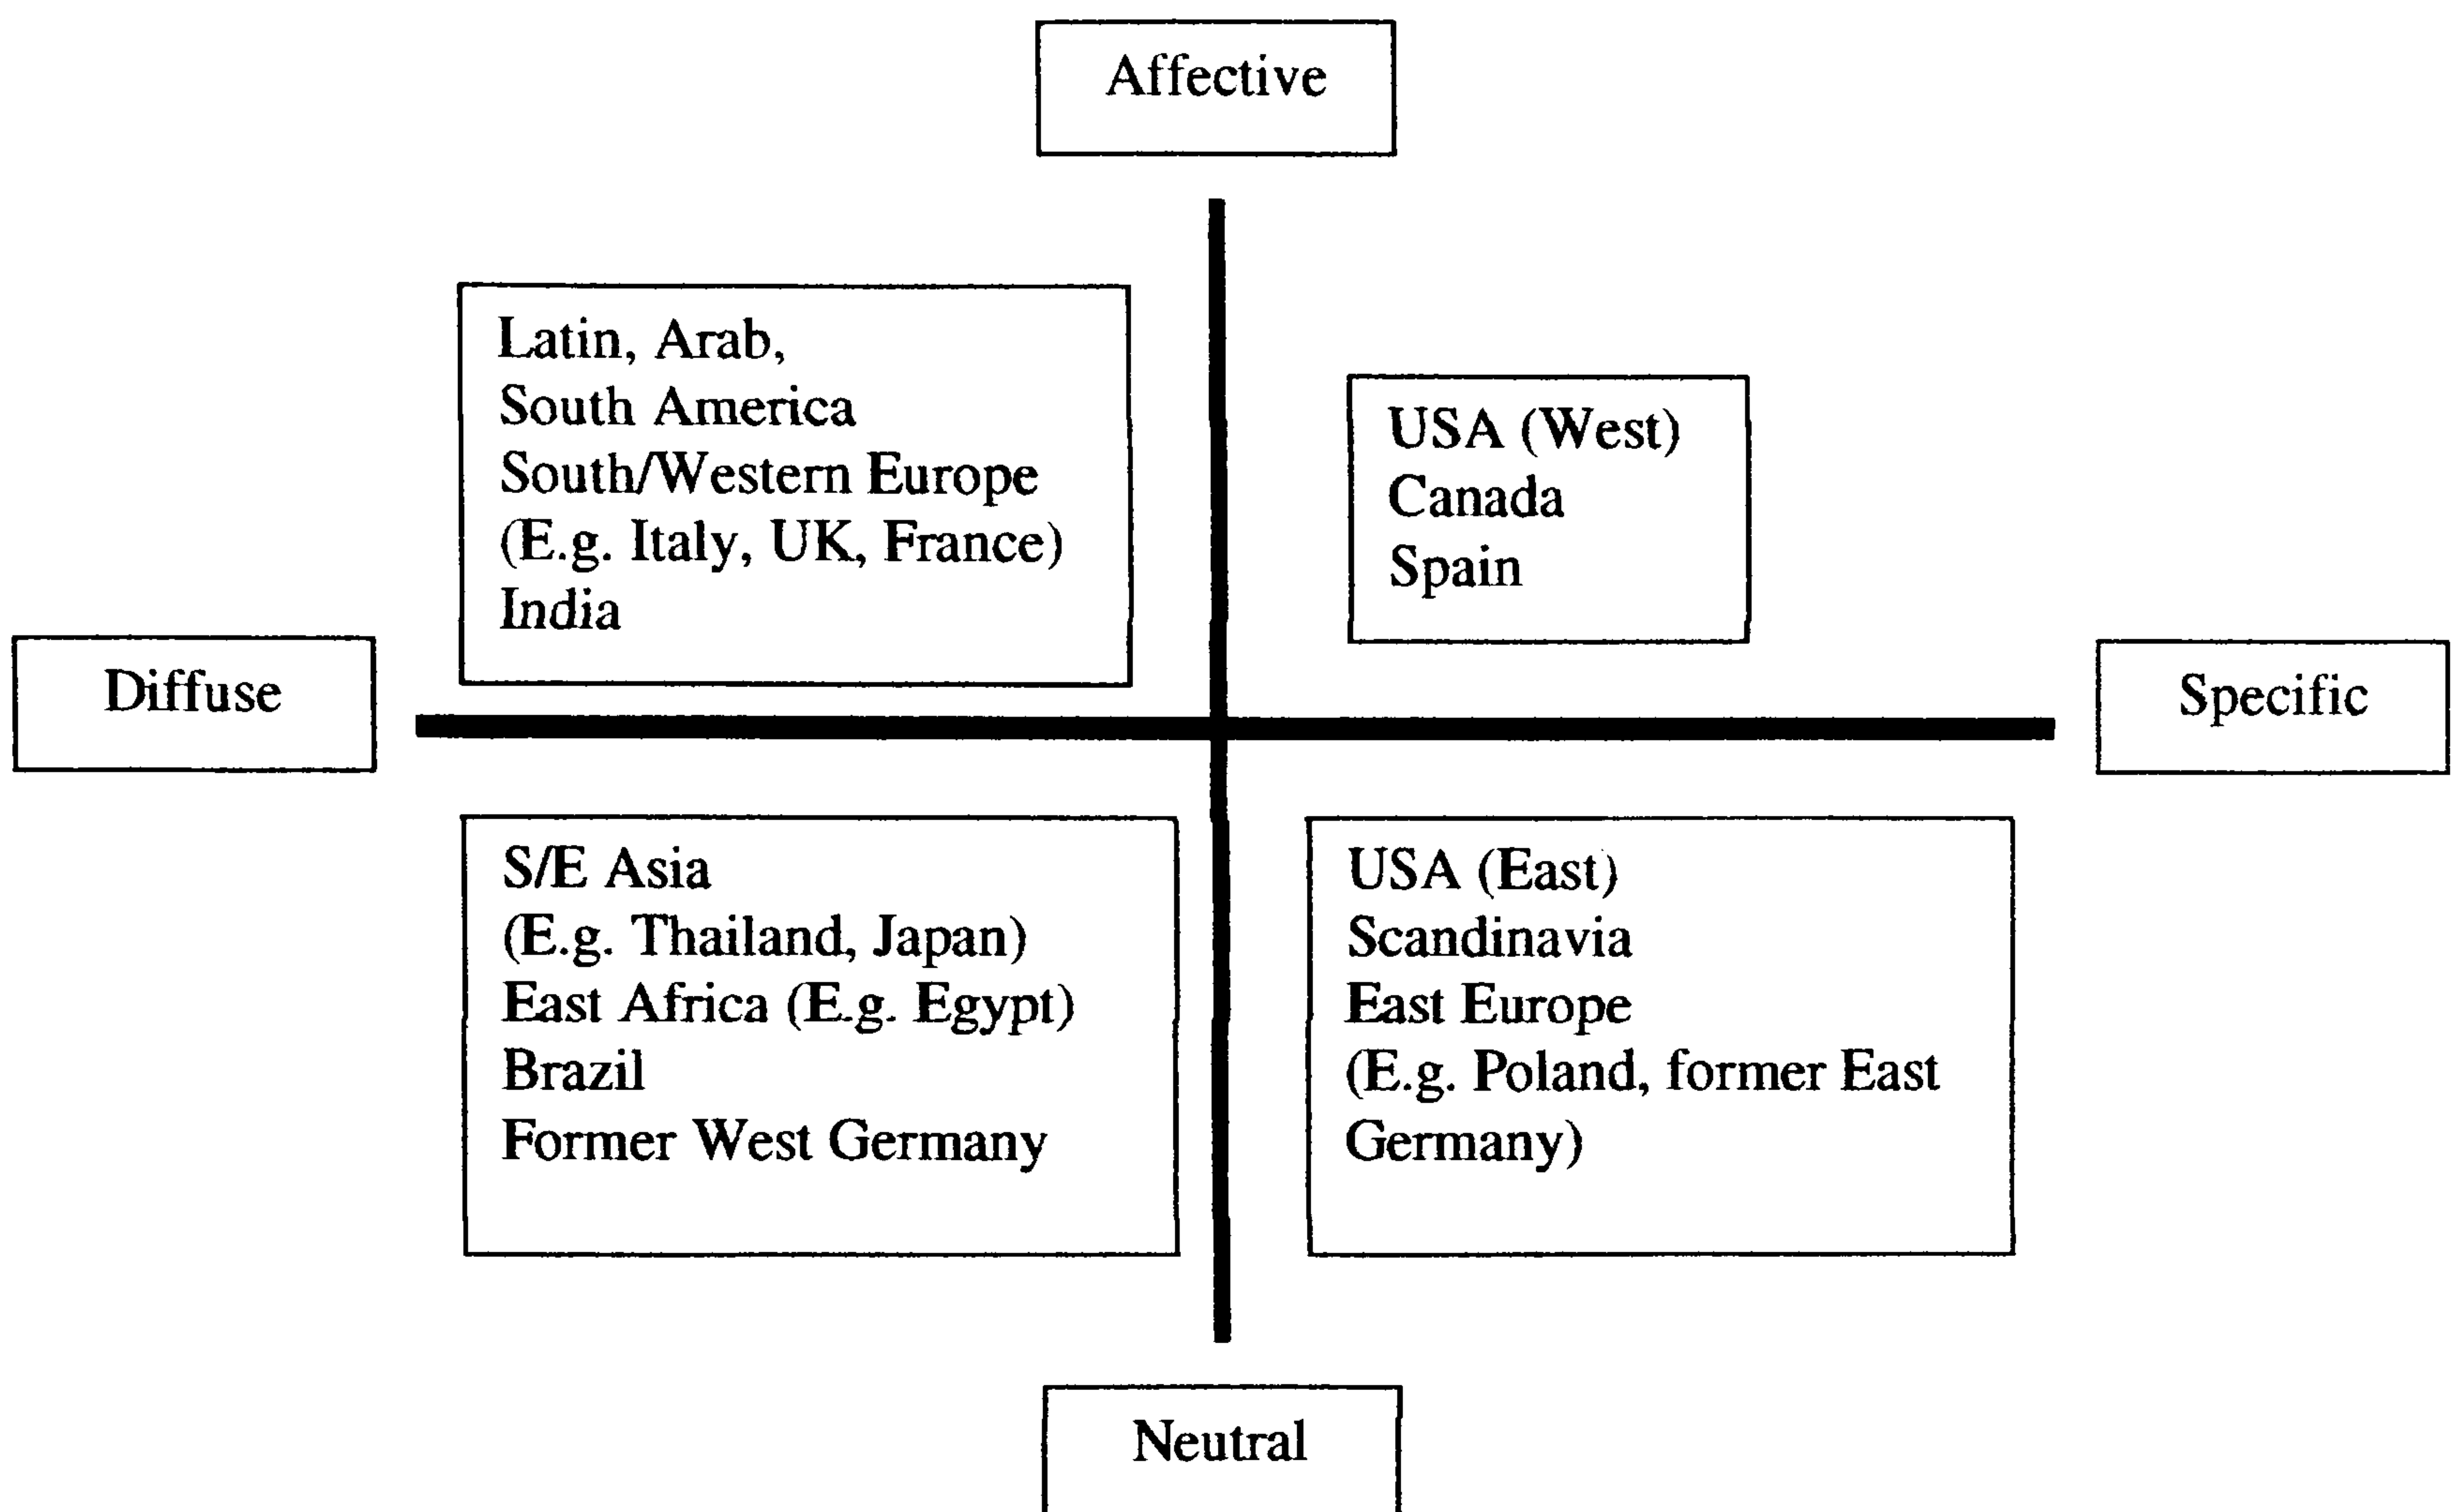 Affective
Latin, Arab,
South America
South/Western Europe
(E.g. Italy, UK, France)
India
USA (West)
Canada
Spain
Diffuse
Specific
S/E Asia
(E.g. Thailand, Japan)
East Africa (E.g. Egypt)
Brazil
Former West Germany
USA (East)
Scandinavia
East Europe
(E.g. Poland, former East
Germany)
Neutral